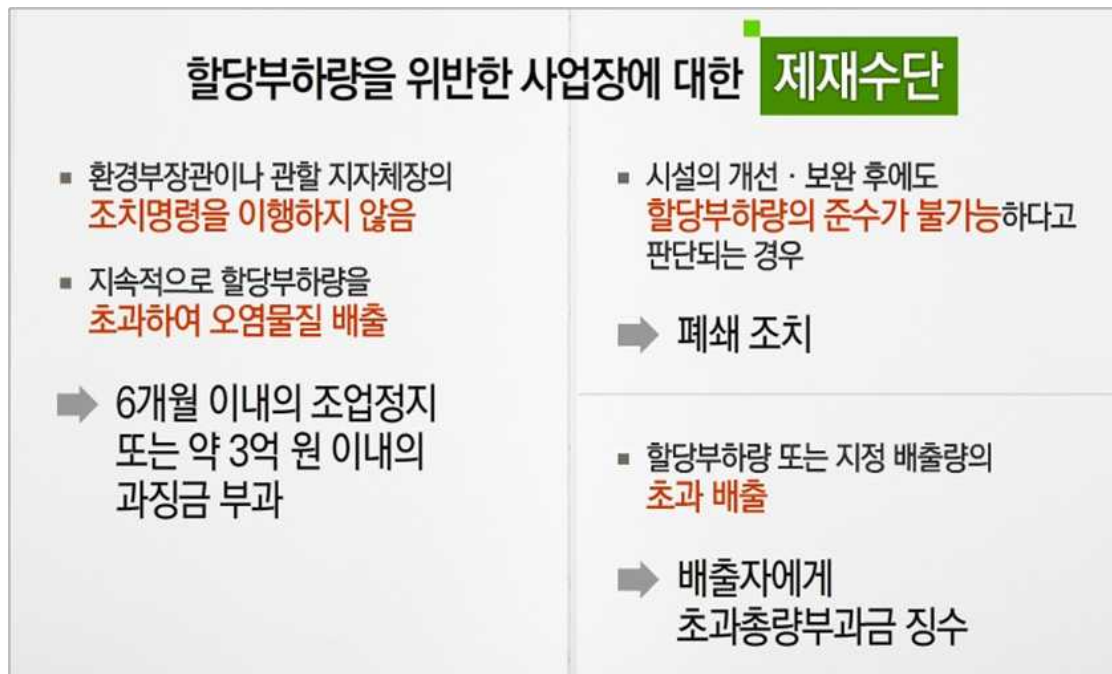 할당부하량을 위반한 사업장에 대한 제재수단
▪ 환경부장관이나 관할 지자체장의
조치명령을 이행하지 않음
▪ 지속적으로 할당부하량을
초과하여 오염물질 배출
➡ 6개월 이내의 조업정지
또는 약 3억 원 이내의
과징금 부과
▪ 시설의 개선 · 보완 후에도
할당부하량의 준수가 불가능하다고
판단되는 경우
➡ 폐쇄 조치
▪ 할당부하량 또는 지정 배출량의
초과 배출
➡ 배출자에게
초과총량부과금 징수